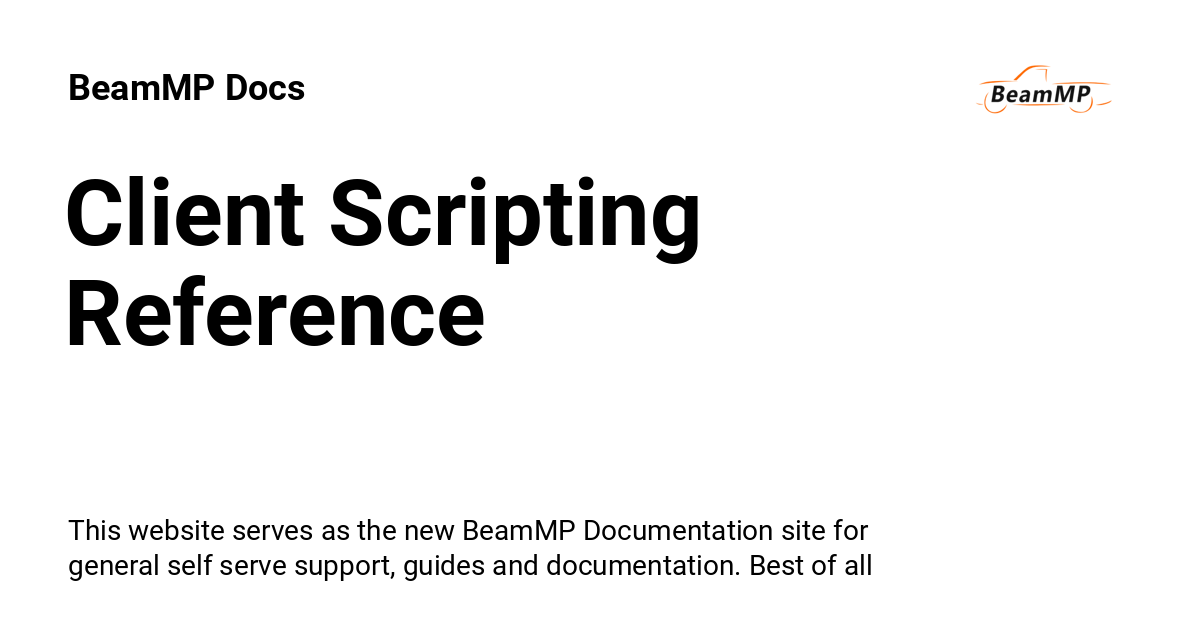 BeamMP Docs
BeamMP
Client Scripting
Reference
This website serves as the new BeamMP Documentation site for
general self serve support, guides and documentation. Best of all